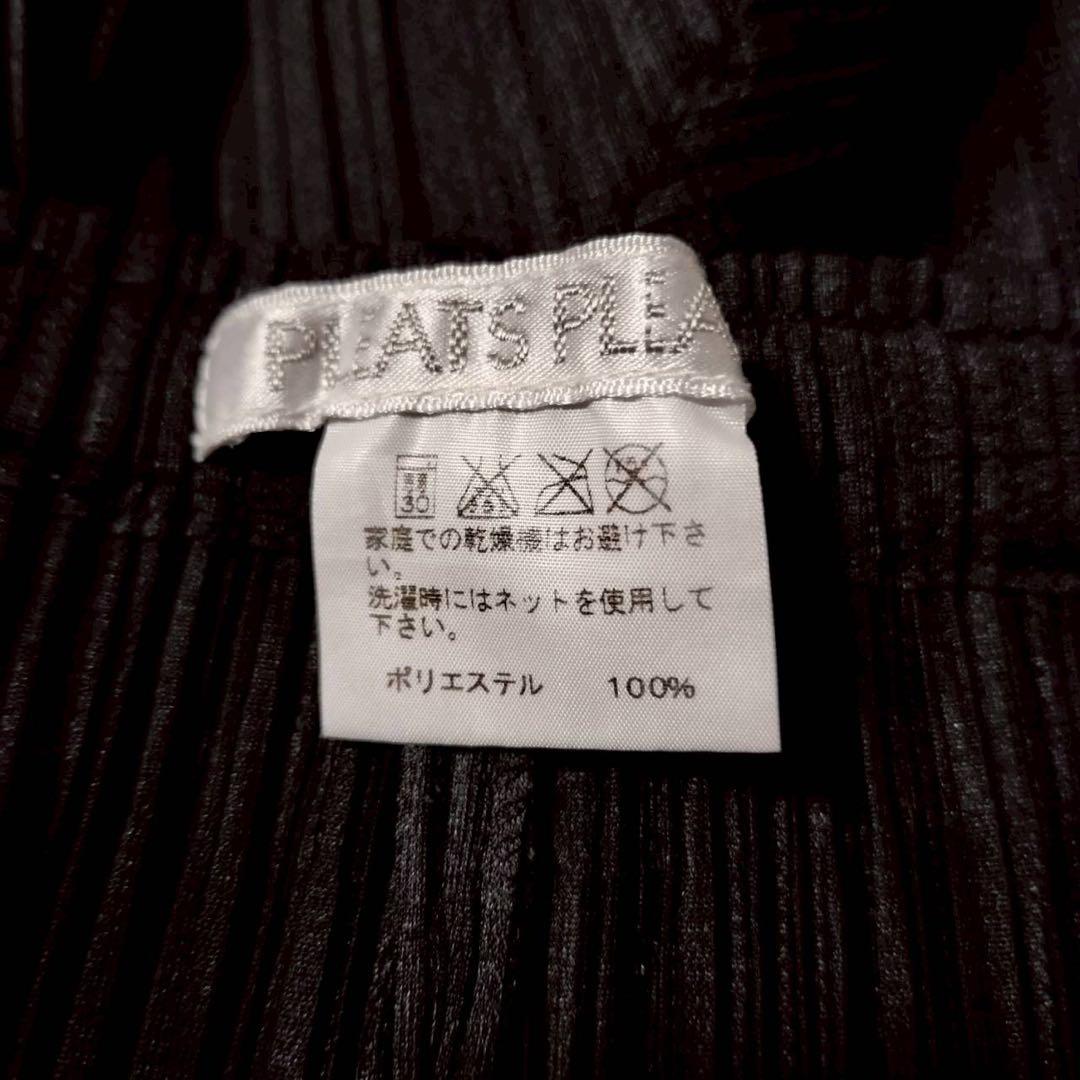 PLEATS PLEA
30
家庭での乾燥機はお避け下さ
い。
洗濯時にはネットを使用して
下さい。
ポリエステル 100%